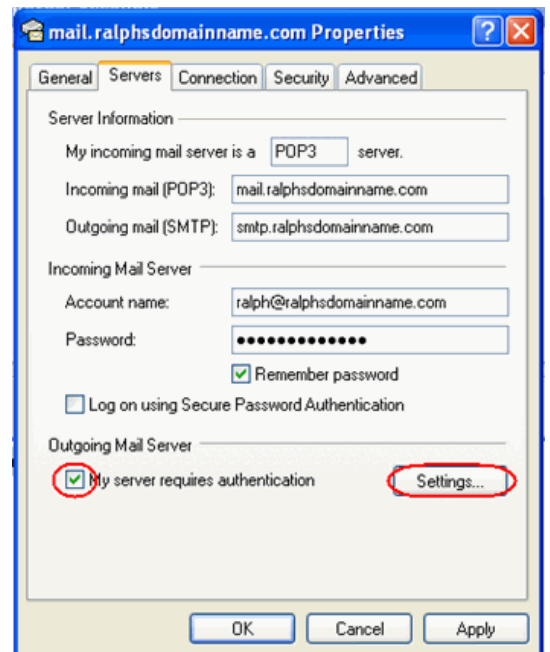 mail.ralphsdomainname.com Properties
General Servers Connection Security Advanced
Server Information
My incoming mail server is a POP3 server.
Incoming mail (POP3): mail.ralphsdomainname.com
Outgoing mail (SMTP): smtp.ralphsdomainname.com
Incoming Mail Server
Account name: ralph@ralphsdomainname.com
Password: •••••••••••••
Remember password
Log on using Secure Password Authentication
Outgoing Mail Server
My server requires authentication Settings...
OK Cancel Apply